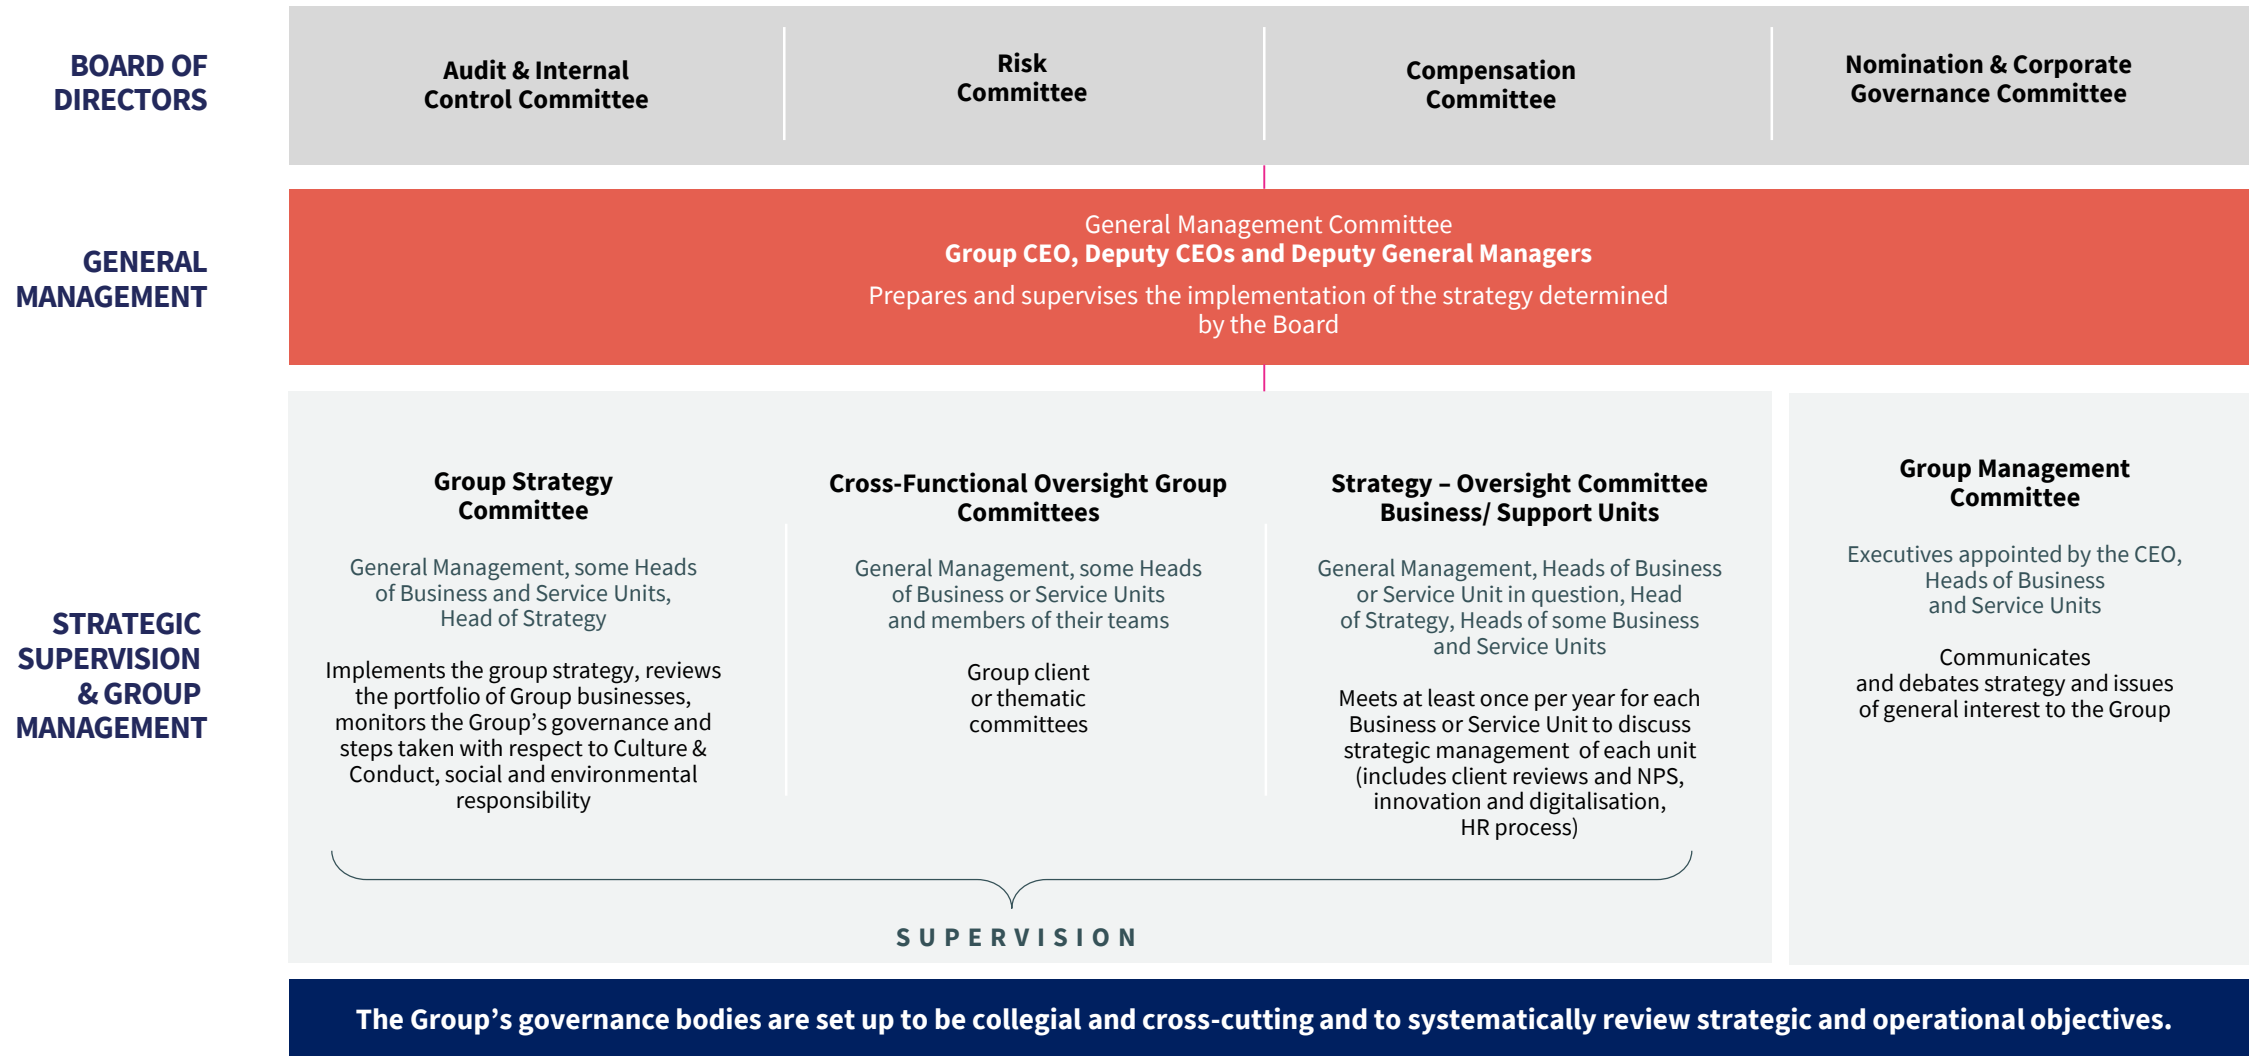 BOARD OF
DIRECTORS
Audit & Internal
Control Committee
Risk
Committee
Compensation
Committee
Nomination & Corporate
Governance Committee
GENERAL
MANAGEMENT
General Management Committee
Group CEO, Deputy CEOs and Deputy General Managers
Prepares and supervises the implementation of the strategy determined
by the Board
STRATEGIC
SUPERVISION
& GROUP
MANAGEMENT
Group Strategy
Committee
General Management, some Heads
of Business and Service Units,
Head of Strategy
Implements the group strategy, reviews
the portfolio of Group businesses,
monitors the Group’s governance and
steps taken with respect to Culture &
Conduct, social and environmental
responsibility
Cross-Functional Oversight Group
Committees
General Management, some Heads
of Business or Service Units
and members of their teams
Group client
or thematic
committees
Strategy – Oversight Committee
Business/ Support Units
General Management, Heads of Business
or Service Unit in question, Head
of Strategy, Heads of some Business
and Service Units
Meets at least once per year for each
Business or Service Unit to discuss
strategic management of each unit
(includes client reviews and NPS,
innovation and digitalisation,
HR process)
SUPERVISION
Group Management
Committee
Executives appointed by the CEO,
Heads of Business
and Service Units
Communicates
and debates strategy and issues
of general interest to the Group
The Group’s governance bodies are set up to be collegial and cross-cutting and to systematically review strategic and operational objectives.